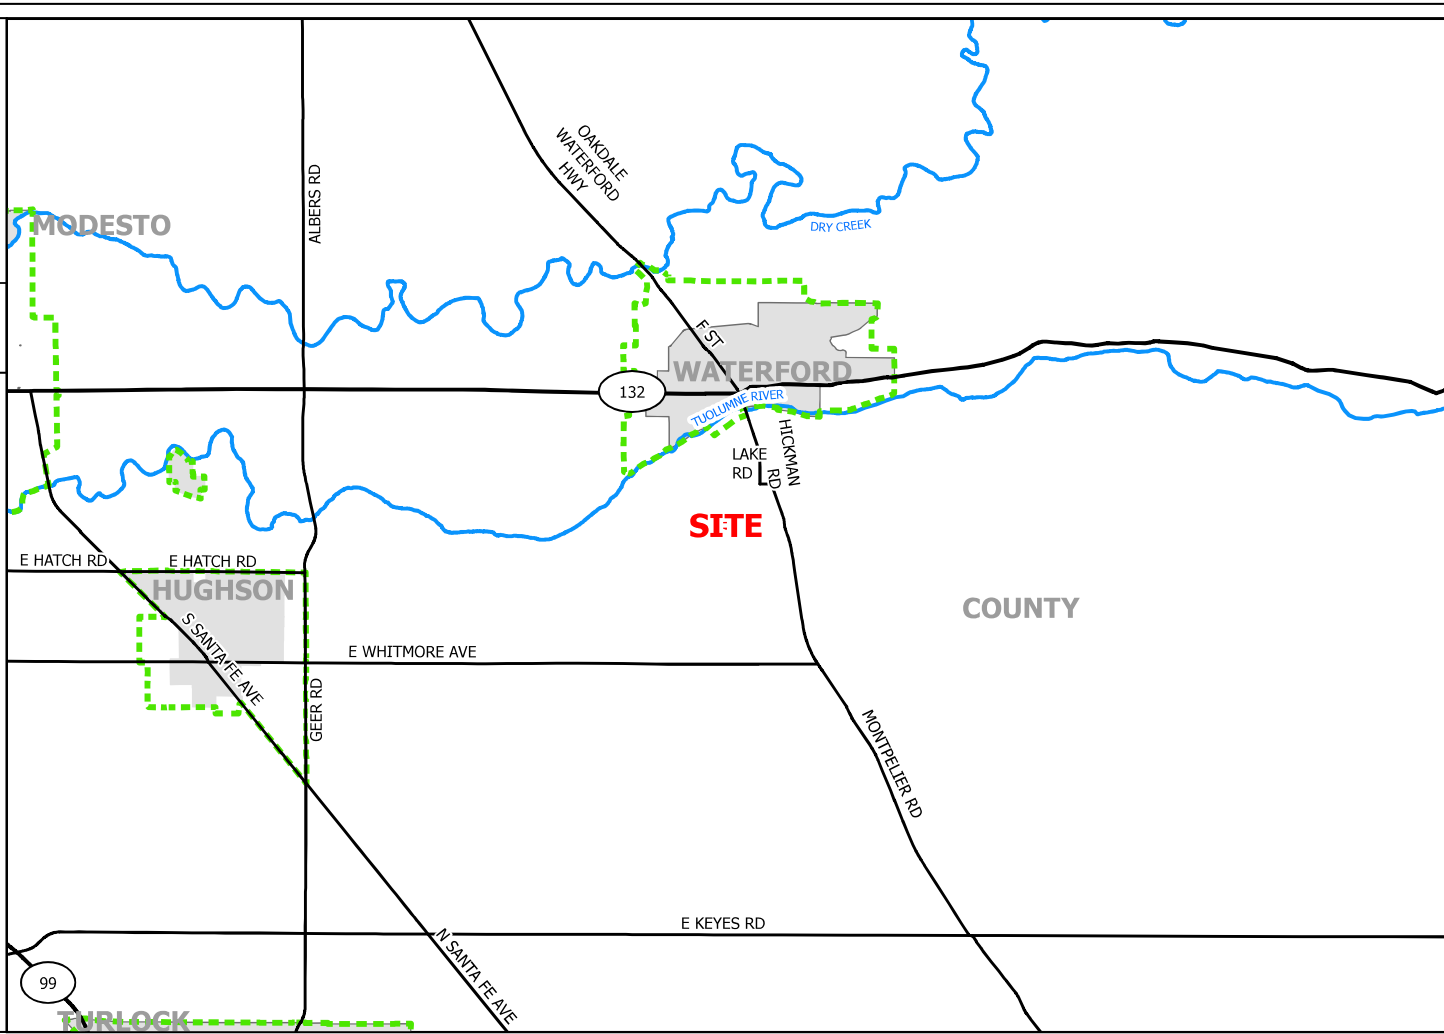 OAKDALE
WATERFORD
HWY
ALBERS RD
MODESTO
DRY CREEK
F ST
WATERFORD
132
TUOLUMNE RIVER
HICKMAN
RD
LAKE
RD
SITE
E HATCH RD
E HATCH RD
HUGHSON
COUNTY
S SANTA FE AVE
E WHITMORE AVE
GEER RD
MONTPELIER RD
E KEYES RD
N SANTA FE AVE
99
TURLOCK